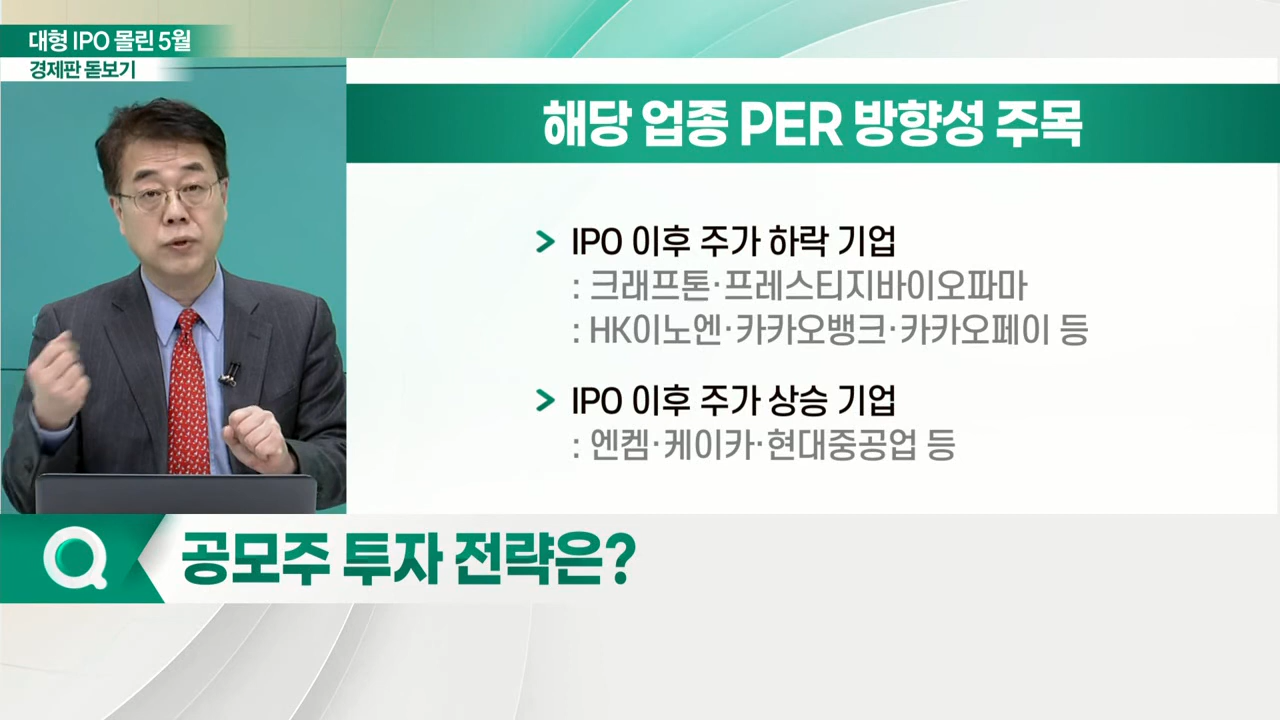 대형 IPO 몰린 5월
경제판 돋보기
해당 업종 PER 방향성 주목
> IPO 이후 주가 하락 기업
: 크래프톤·프레스티지바이오파마
: HK이노엔·카카오뱅크·카카오페이 등
> IPO 이후 주가 상승 기업
: 엔켐·케이카·현대중공업 등
공모주 투자 전략은?